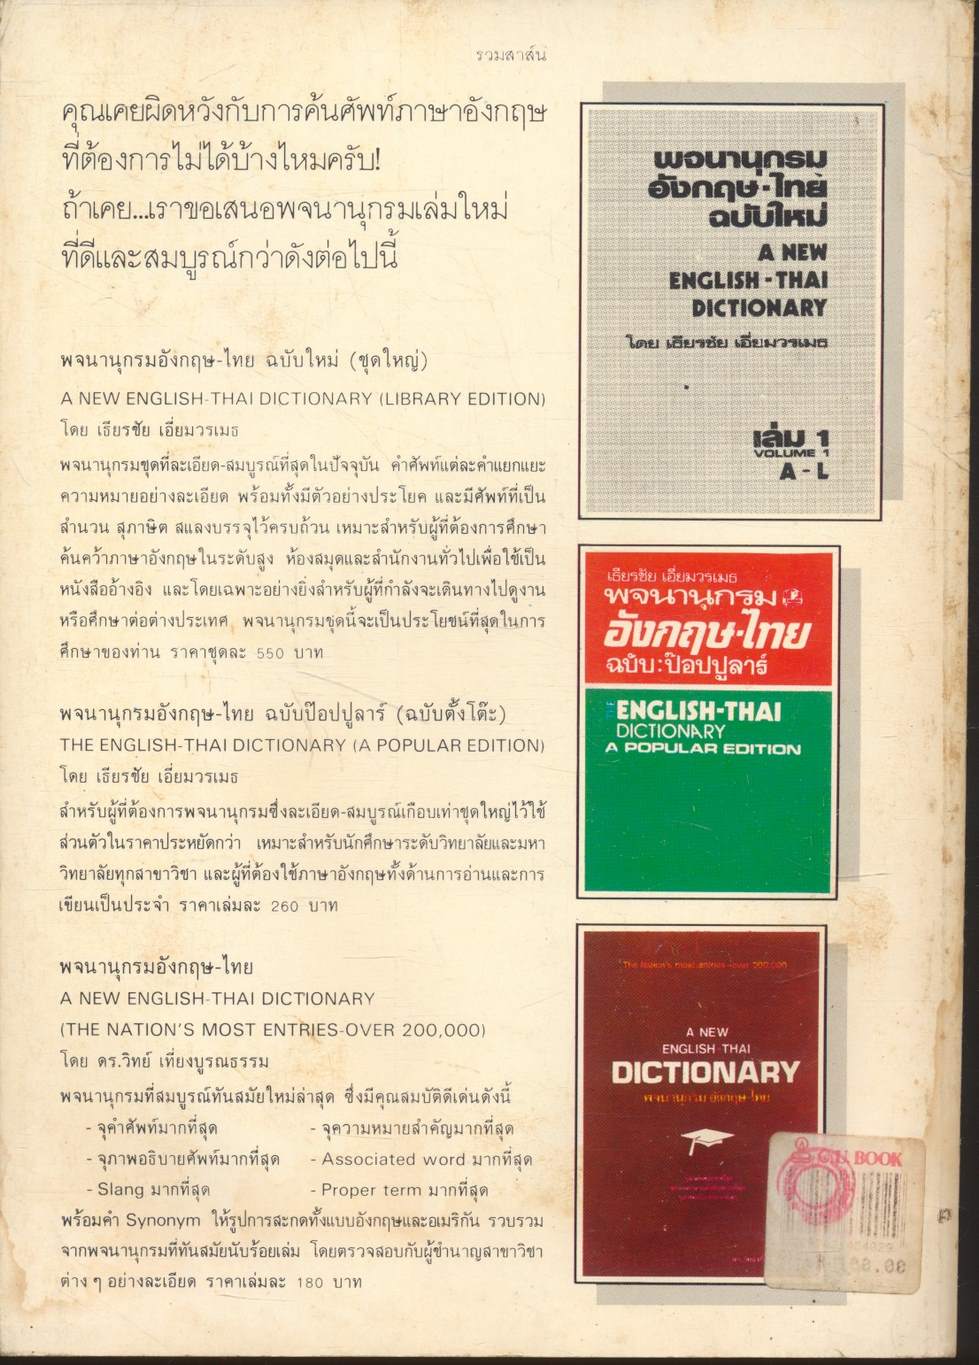 รวมสาส์น
คุณเคยผิดหวังกับการค้นศัพท์ภาษาอังกฤษ
ที่ต้องการไม่ได้บ้างไหมครับ!
ถ้าเคย...เราขอเสนอพจนานุกรมเล่มใหม่
ที่ดีและสมบูรณ์กว่าดังต่อไปนี้
พจนานุกรมอังกฤษ-ไทย ฉบับใหม่ (ชุดใหญ่)
A NEW ENGLISH-THAI DICTIONARY (LIBRARY EDITION)
โดย เธียรชัย เอี่ยมวรเมธ
พจนานุกรมชุดที่ละเอียด-สมบูรณ์ที่สุดในปัจจุบัน คำศัพท์แต่ละคำแยกแยะ
ความหมายอย่างละเอียด พร้อมทั้งมีตัวอย่างประโยค และมีศัพท์ที่เป็น
สำนวน สุภาษิต สแลงบรรจุไว้ครบถ้วน เหมาะสำหรับผู้ที่ต้องการศึกษา
ค้นคว้าภาษาอังกฤษในระดับสูง ห้องสมุดและสำนักงานทั่วไปเพื่อใช้เป็น
หนังสืออ้างอิง และโดยเฉพาะอย่างยิ่งสำหรับผู้ที่กำลังจะเดินทางไปดูงาน
หรือศึกษาต่อต่างประเทศ พจนานุกรมชุดนี้จะเป็นประโยชน์ที่สุดในการ
ศึกษาของท่าน ราคาชุดละ 550 บาท
พจนานุกรมอังกฤษ-ไทย ฉบับป๊อปปูลาร์ (ฉบับตั้งโต๊ะ)
THE ENGLISH-THAI DICTIONARY (A POPULAR EDITION)
โดย เธียรชัย เอี่ยมวรเมธ
สำหรับผู้ที่ต้องการพจนานุกรมซึ่งละเอียด-สมบูรณ์เกือบเท่าชุดใหญ่ไว้ใช้
ส่วนตัวในราคาประหยัดกว่า เหมาะสำหรับนักศึกษาระดับวิทยาลัยและมหา
วิทยาลัยทุกสาขาวิชา และผู้ที่ต้องใช้ภาษาอังกฤษทั้งด้านการอ่านและการ
เขียนเป็นประจำ ราคาเล่มละ 260 บาท
พจนานุกรมอังกฤษ-ไทย
A NEW ENGLISH-THAI DICTIONARY
(THE NATION'S MOST ENTRIES-OVER 200,000)
โดย ดร.วิทย์ เที่ยงบูรณธรรม
พจนานุกรมที่สมบูรณ์ทันสมัยใหม่ล่าสุด ซึ่งมีคุณสมบัติดีเด่นดังนี้
- จุคำศัพท์มากที่สุด - จุความหมายสำคัญมากที่สุด
- จุภาพอธิบายศัพท์มากที่สุด - Associated word มากที่สุด
- Slang มากที่สุด - Proper term มากที่สุด
พร้อมคำ Synonym ให้รูปการสะกดทั้งแบบอังกฤษและอเมริกัน รวบรวม
จากพจนานุกรมที่ทันสมัยนับร้อยเล่ม โดยตรวจสอบกับผู้ชำนาญสาขาวิชา
ต่าง ๆ อย่างละเอียด ราคาเล่มละ 180 บาท
พจนานุกรม
อังกฤษ-ไทย
ฉบับใหม่
A NEW
ENGLISH-THAI
DICTIONARY
โดย เธียรชัย เอี่ยมวรเมธ
เล่ม 1
VOLUME 1
A - L
เธียรชัย เอี่ยมวรเมธ
พจนานุกรม
อังกฤษ-ไทย
ฉบับ:ป๊อปปูลาร์
THE ENGLISH-THAI
DICTIONARY
A POPULAR EDITION
The Nation's most entries-over 200,000
A NEW
ENGLISH THAI
DICTIONARY
พจนานุกรม อังกฤษ-ไทย
C.U. BOOK